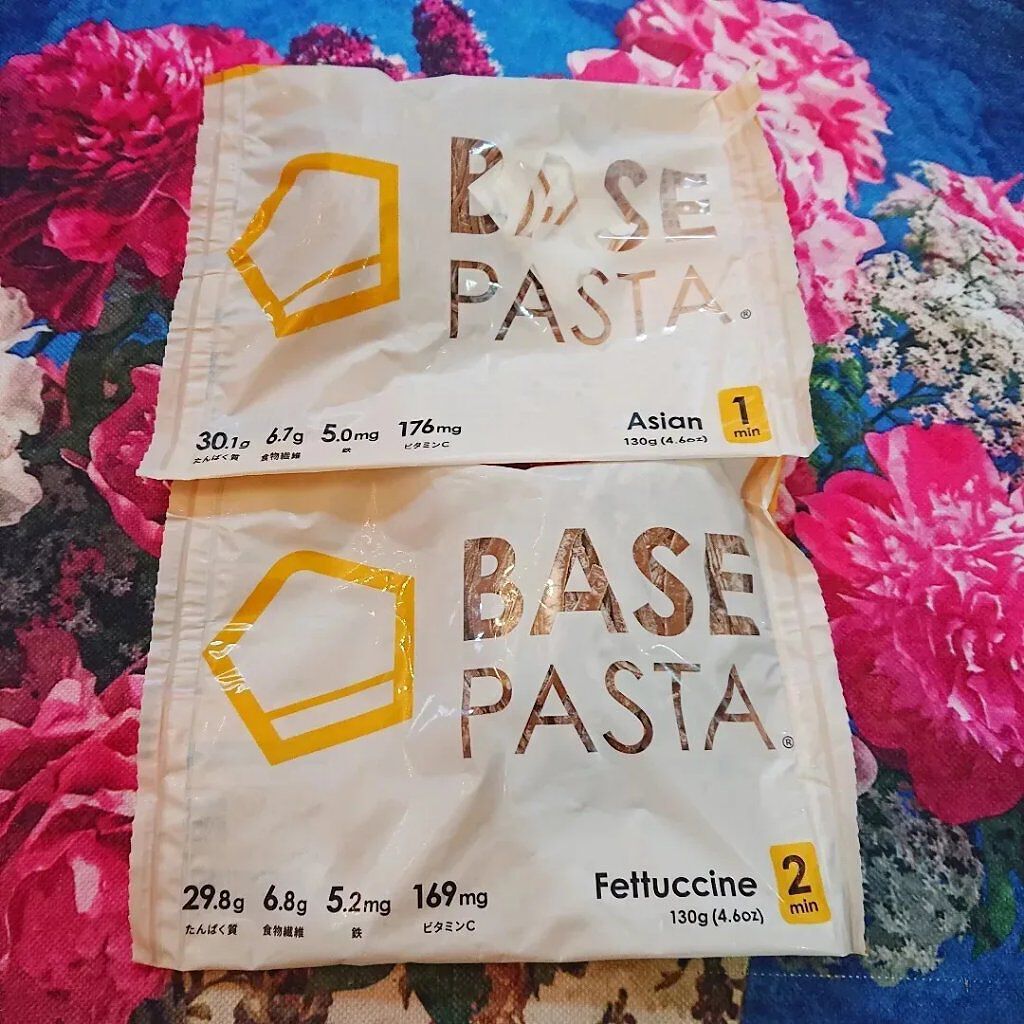 BASE
PASTA®
30.1g 6.7g 5.0mg 176mg
たんぱく質 食物繊維 鉄 ビタミンC
Asian
130g (4.6oz)
1
min
BASE
PASTA®
29.8g 6.8g 5.2mg 169mg
たんぱく質 食物繊維 鉄 ビタミンC
Fettuccine
130g (4.6oz)
2
min